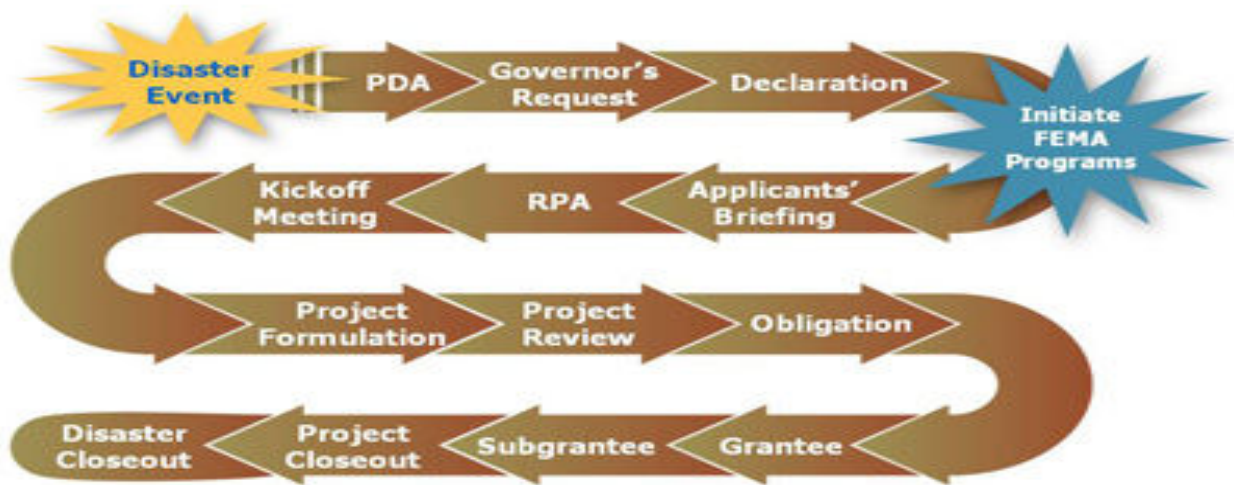 Disaster
Event
PDA
Governor's
Request
Declaration
Initiate
FEMA
Programs
Applicants'
Briefing
RPA
Kickoff
Meeting
Project
Formulation
Project
Review
Obligation
Grantee
Subgrantee
Project
Closeout
Disaster
Closeout